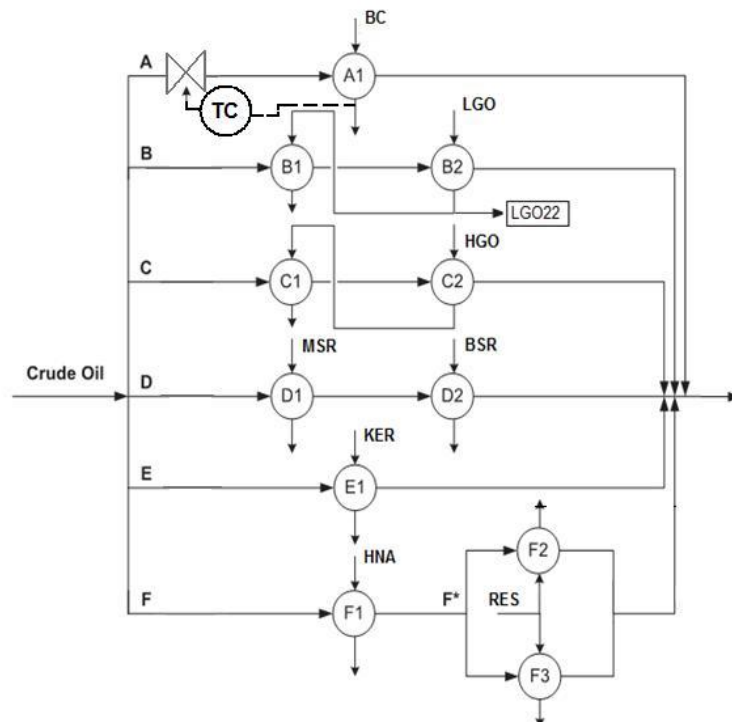 BC
A
A1
TC
LGO
B
B1
B2
LGO22
HGO
C
C1
C2
MSR
BSR
Crude Oil
D
D1
D2
KER
E
E1
HNA
F2
F
F1
F*
RES
F3